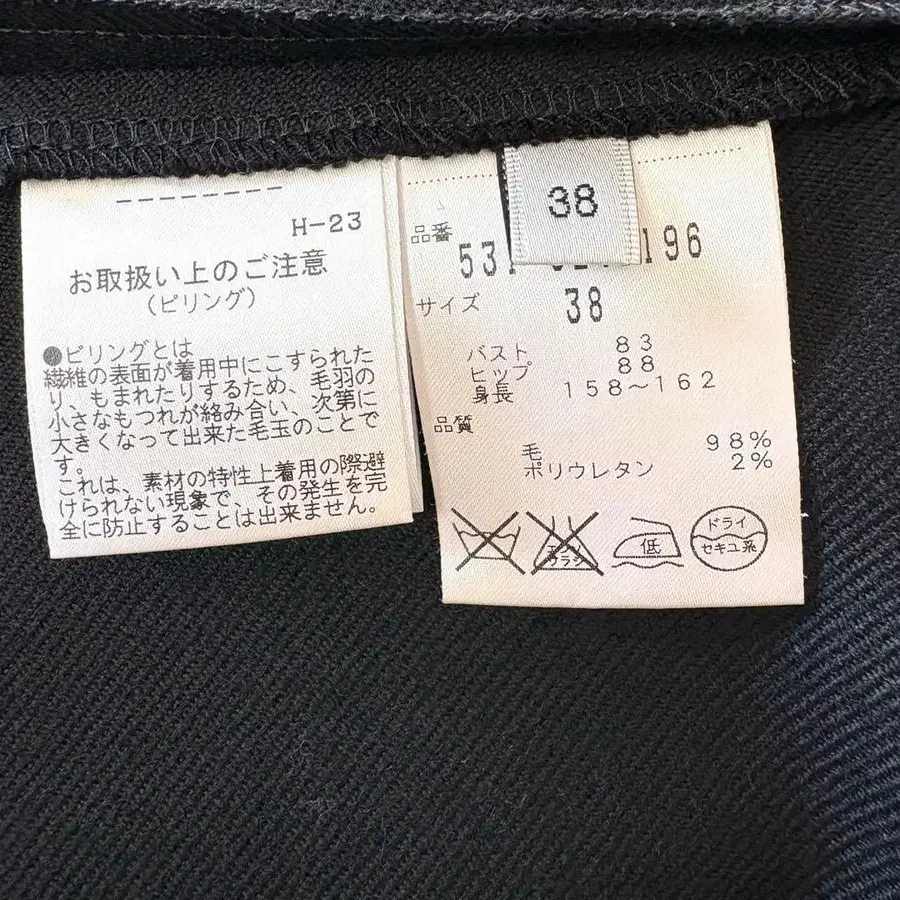 H-23
お取扱い上のご注意
(ピリング)
●ピリングとは
繊維の表面が着用中にこすられた
り、もまれたりするため、毛羽の
小さなもつれが絡み合い、次第に
大きくなって出来た毛玉のことで
す。
これは、素材の特性上着用の際避
けられない現象で、その発生を完
全に防止することは出来ません。
38
品番
531 196
サイズ 38
バスト 83
ヒップ 88
身長 158～162
品質
毛 98%
ポリウレタン 2%
エンソ
サラシ
低
ドライ
セキユ系